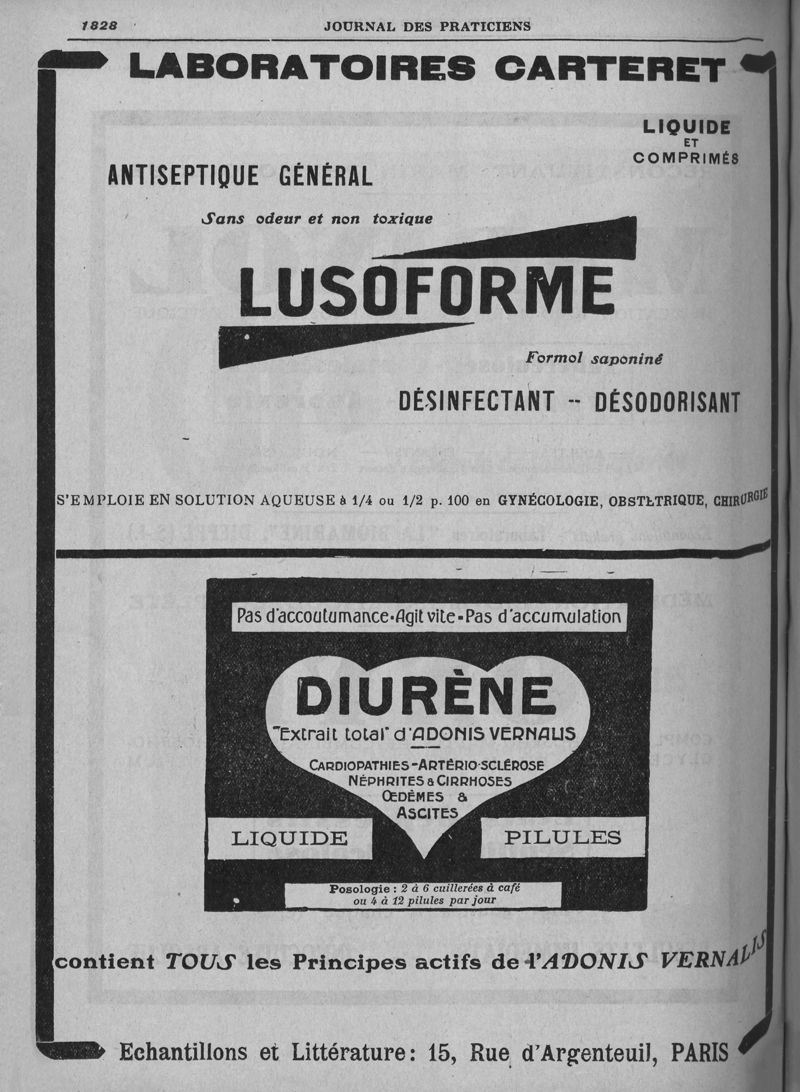 1828
JOURNAL DES PRATICIENS
LABORATOIRES CARTERET
LIQUIDE
ET
COMPRIMÉS
ANTISEPTIQUE GÉNÉRAL
Sans odeur et non toxique
LUSOFORME
Formol saponiné
DÉSINFECTANT -- DÉSODORISANT
S'EMPLOIE EN SOLUTION AQUEUSE à 1/4 ou 1/2 p. 100 en GYNÉCOLOGIE, OBSTÉTRIQUE, CHIRURGIE
Pas d'accoutumance•Agit vite•Pas d'accumulation
DIURÈNE
"Extrait total" d'ADONIS VERNALIS
CARDIOPATHIES-ARTÉRIO-SCLÉROSE
NÉPHRITES & CIRRHOSES
ŒDÈMES &
ASCITES
LIQUIDE
PILULES
Posologie : 2 à 6 cuillerées à café
ou 4 à 12 pilules par jour
contient TOUS les Principes actifs de l'ADONIS VERNALIS
Echantillons et Littérature: 15, Rue d'Argenteuil, PARIS